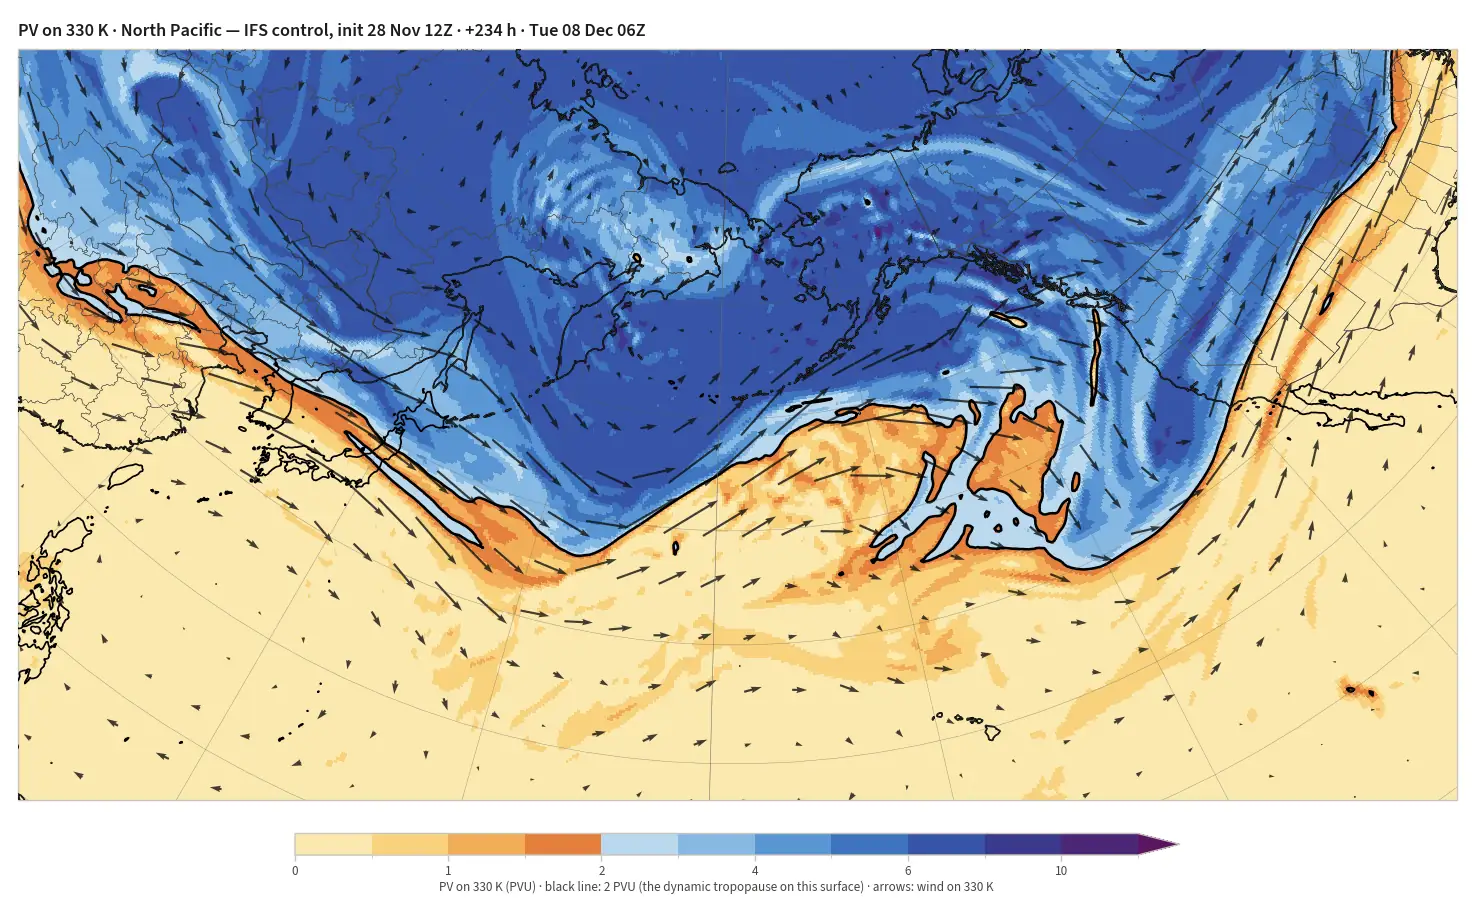 PV on 330 K · North Pacific — IFS control, init 28 Nov 12Z · +234 h · Tue 08 Dec 06Z
0 1 2 4 6 10
PV on 330 K (PVU) · black line: 2 PVU (the dynamic tropopause on this surface) · arrows: wind on 330 K